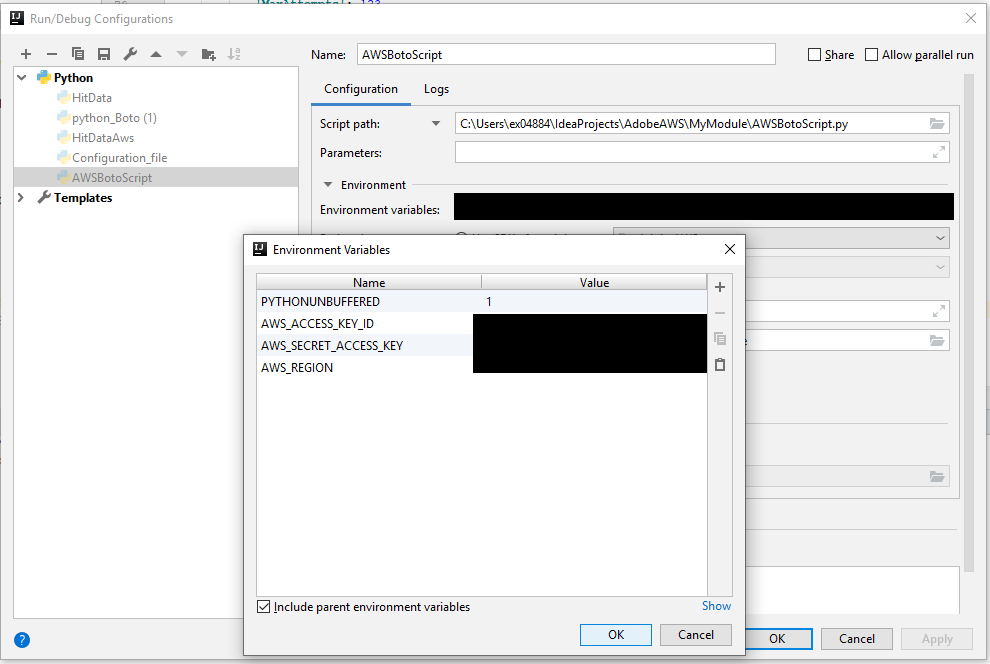 Run/Debug Configurations
Name: AWSBotoScript Share Allow parallel run
Python
HitData
python_Boto (1)
HitDataAws
Configuration_file
AWSBotoScript
Templates
Configuration Logs
Script path: C:\Users\ex04884\IdeaProjects\AdobeAWS\MyModule\AWSBotoScript.py
Parameters:
Environment
Environment variables:
Environment Variables
Name Value
PYTHONUNBUFFERED 1
AWS_ACCESS_KEY_ID
AWS_SECRET_ACCESS_KEY
AWS_REGION
Include parent environment variables Show
OK Cancel
? OK Cancel Apply